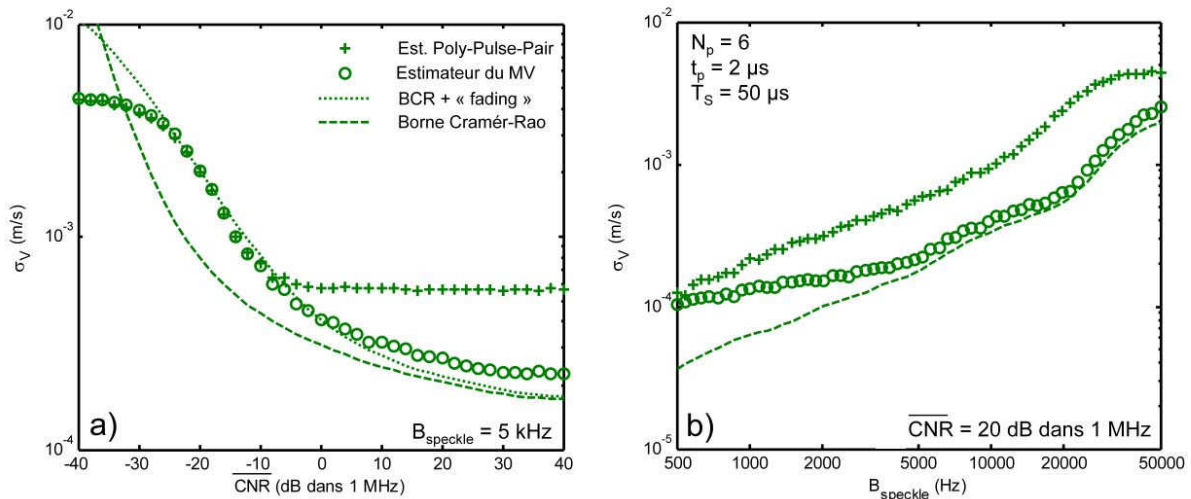 10⁻²
10⁻³
10⁻⁴
σ_V (m/s)
Est. Poly-Pulse-Pair
Estimateur du MV
BCR + « fading »
Borne Cramér-Rao
a)
B_speckle = 5 kHz
-40 -30 -20 -10 0 10 20 30 40
CNR (dB dans 1 MHz)
10⁻²
10⁻³
10⁻⁴
10⁻⁵
σ_V (m/s)
N_p = 6
t_p = 2 µs
T_S = 50 µs
b)
CNR = 20 dB dans 1 MHz
500 1000 2000 5000 10000 20000 50000
B_speckle (Hz)